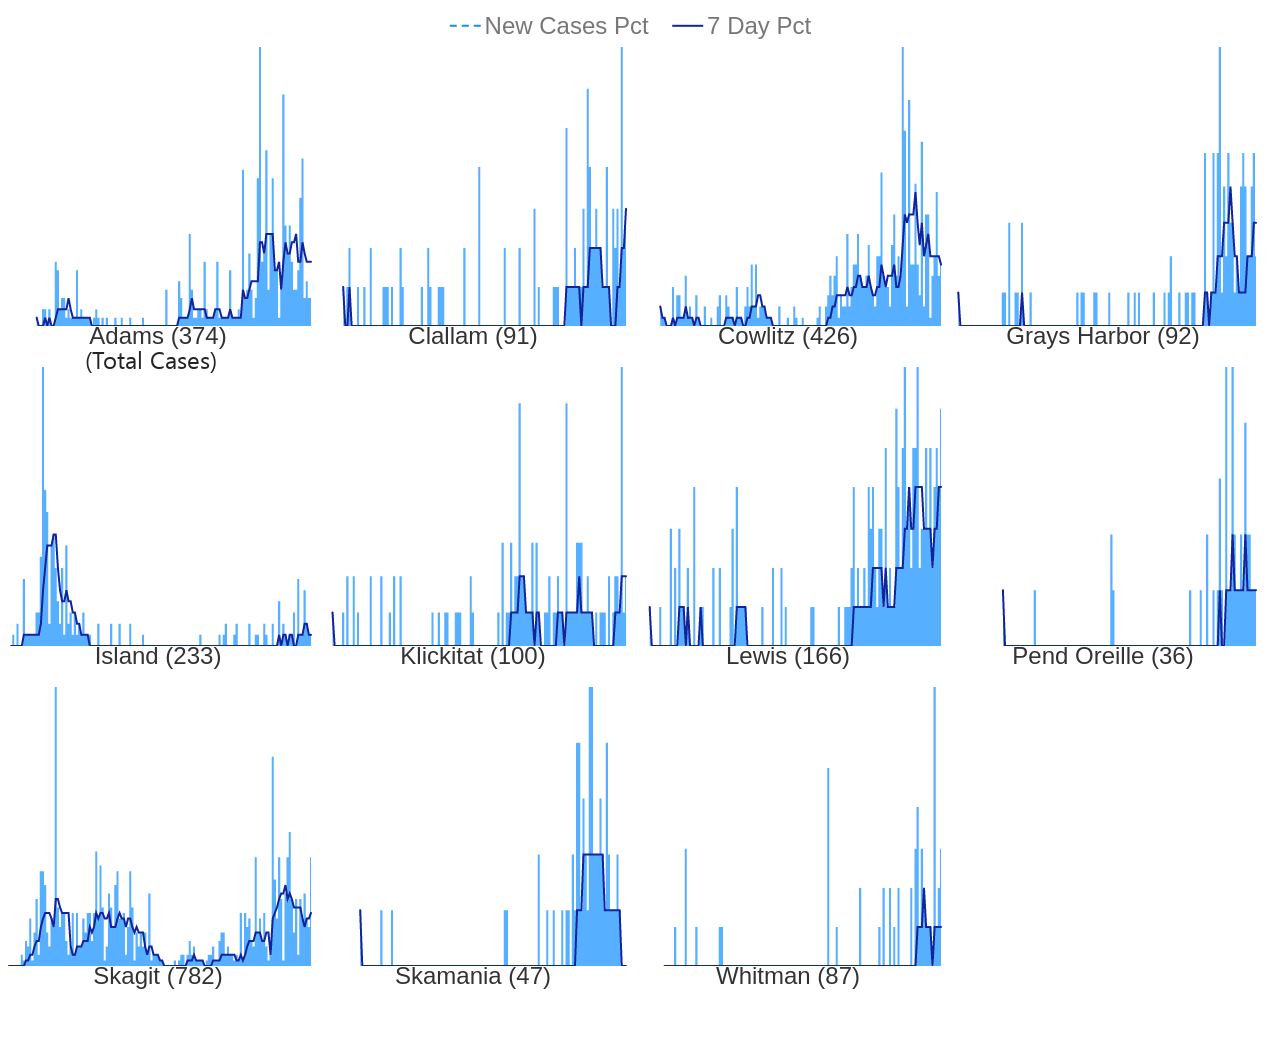 New Cases Pct 7 Day Pct
Adams (374) Clallam (91) Cowlitz (426) Grays Harbor (92)
(Total Cases)
Island (233) Klickitat (100) Lewis (166) Pend Oreille (36)
Skagit (782) Skamania (47) Whitman (87)